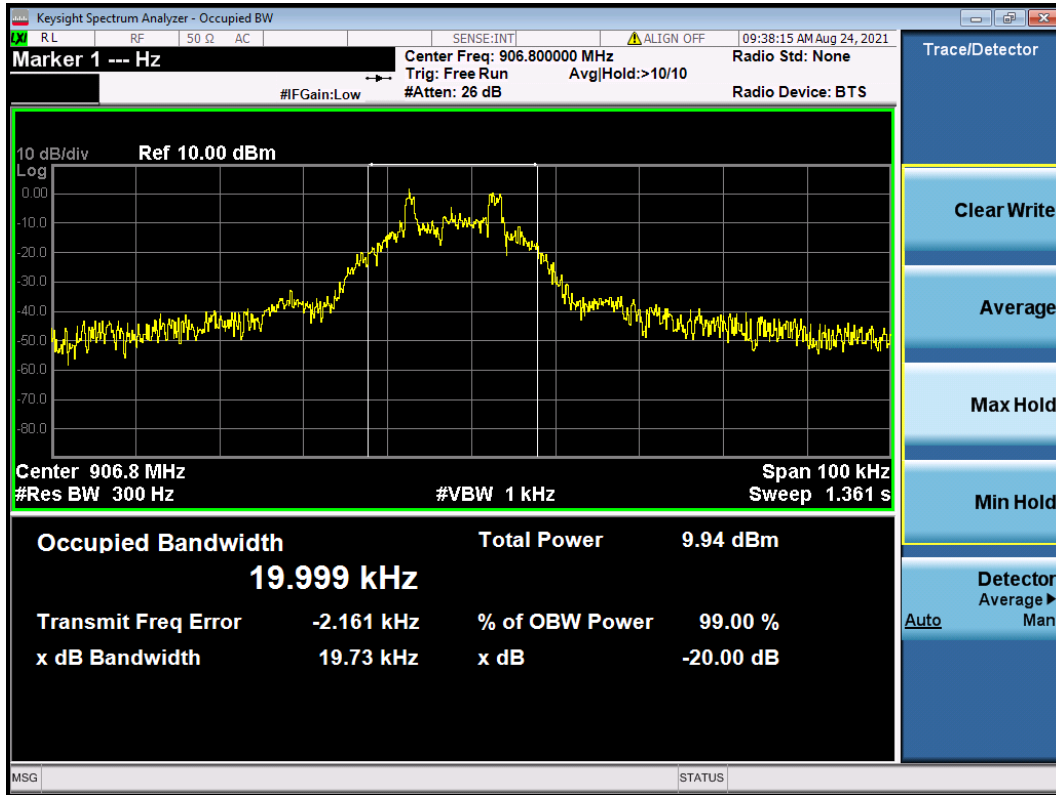 Keysight Spectrum Analyzer - Occupied BW
LXI RL RF 50 Ω AC SENSE:INT ALIGN OFF 09:38:15 AM Aug 24, 2021
Marker 1 --- Hz
Center Freq: 906.800000 MHz
Radio Std: None
Trig: Free Run Avg|Hold:>10/10
#IFGain:Low
#Atten: 26 dB
Radio Device: BTS
10 dB/div Ref 10.00 dBm
Log
0.00
-10.0
-20.0
-30.0
-40.0
-50.0
-60.0
-70.0
-80.0
Center 906.8 MHz
Span 100 kHz
#Res BW 300 Hz
#VBW 1 kHz
Sweep 1.361 s
Occupied Bandwidth
19.999 kHz
Total Power 9.94 dBm
Transmit Freq Error -2.161 kHz
% of OBW Power 99.00 %
x dB Bandwidth 19.73 kHz
x dB -20.00 dB
MSG
STATUS
Trace/Detector
Clear Write
Average
Max Hold
Min Hold
Detector
Average
Auto Man